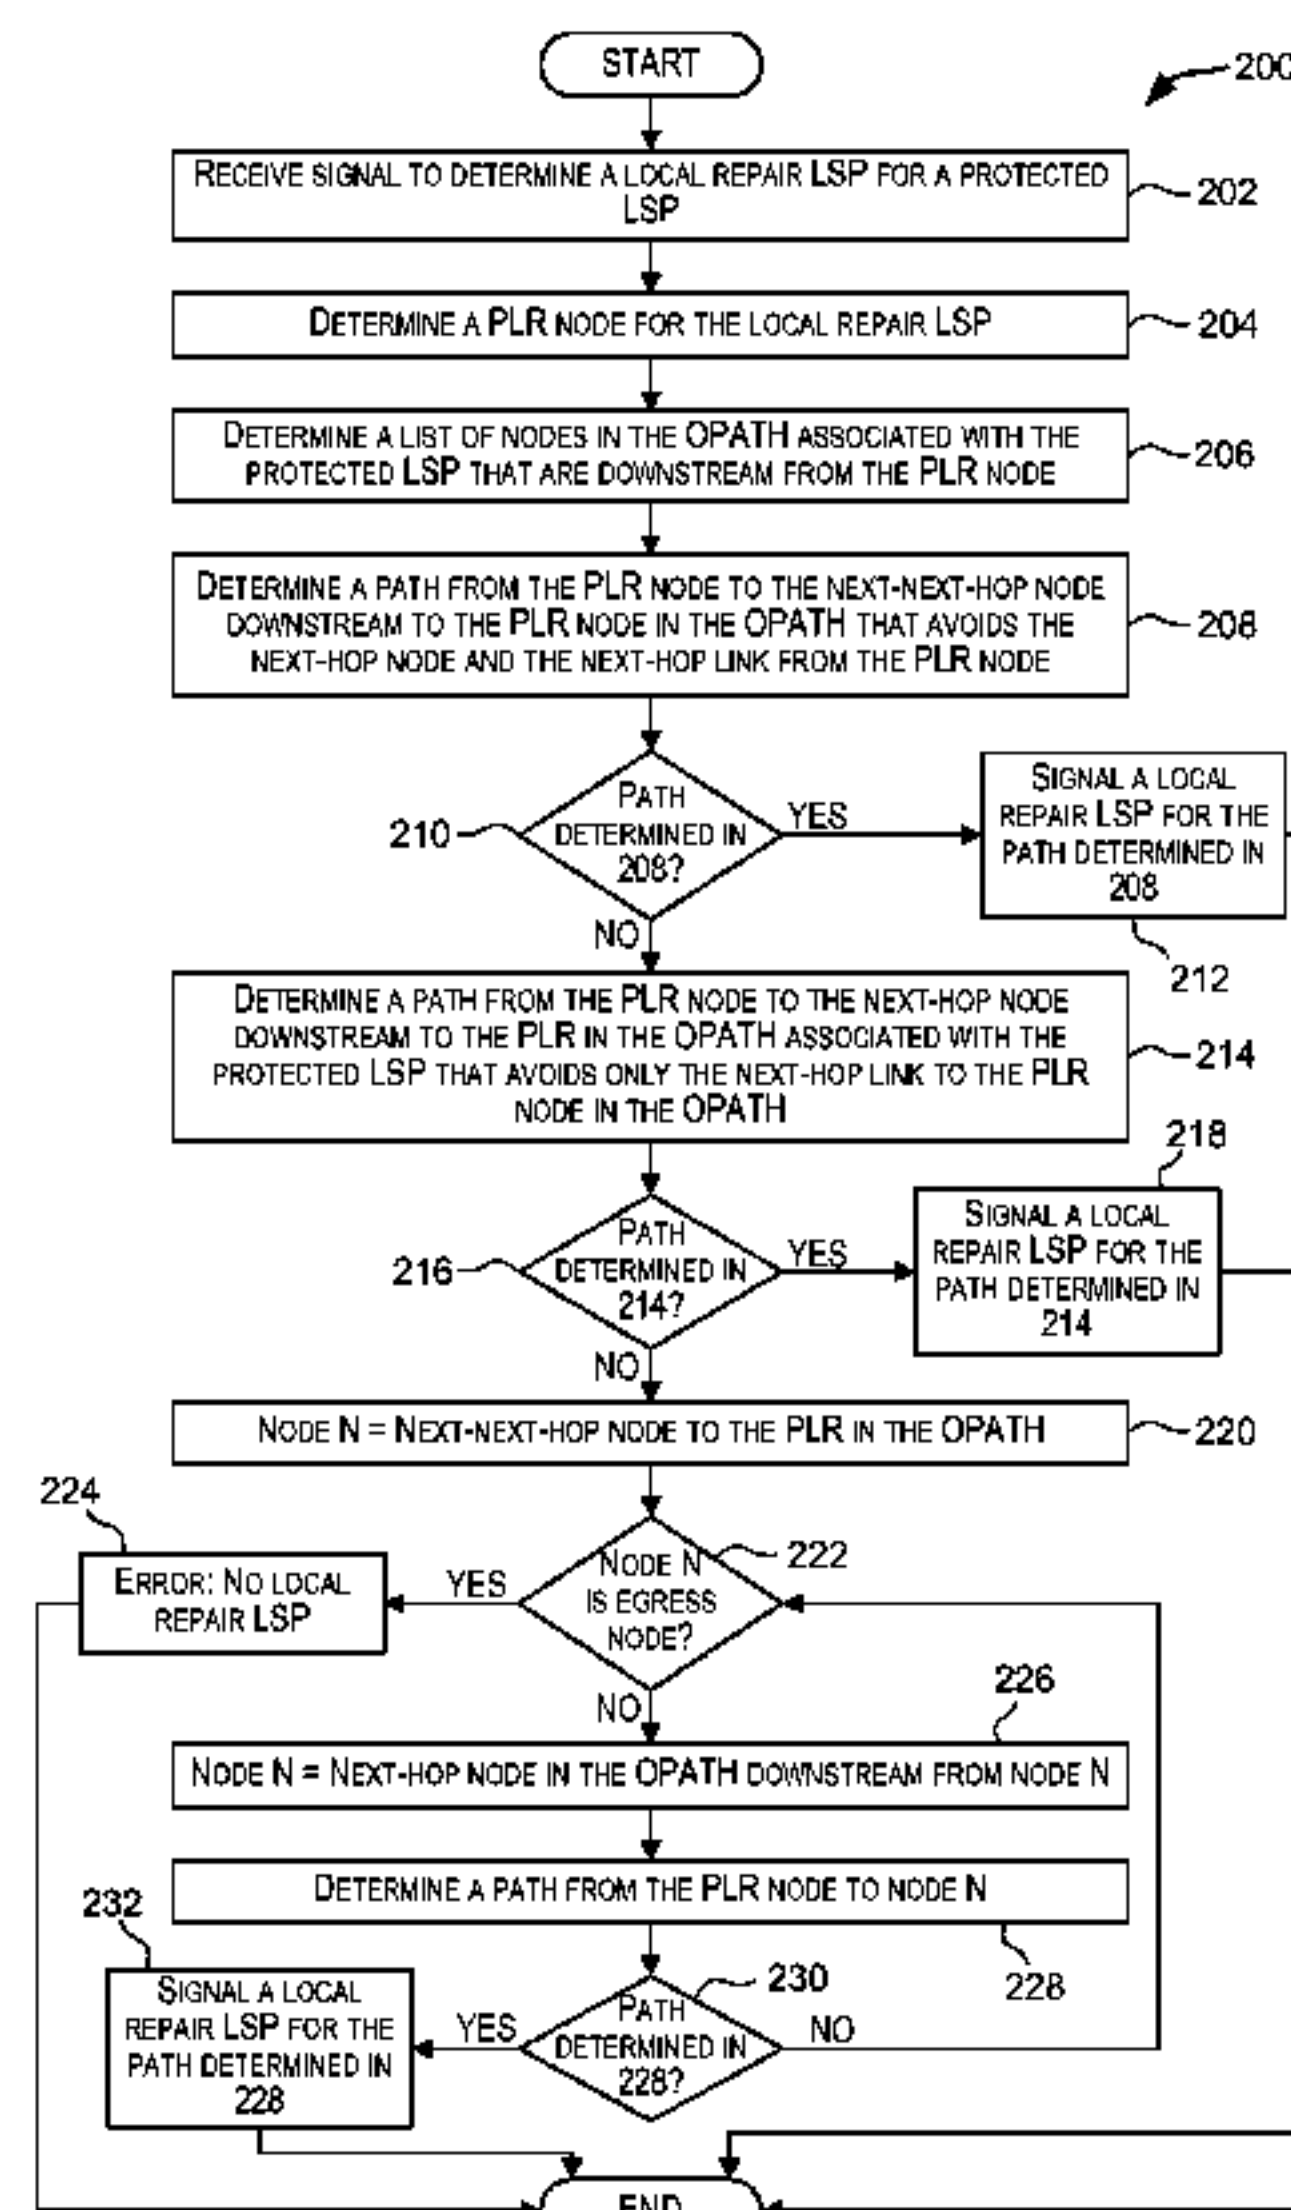 START
200
RECEIVE SIGNAL TO DETERMINE A LOCAL REPAIR LSP FOR A PROTECTED
LSP
202
DETERMINE A PLR NODE FOR THE LOCAL REPAIR LSP
204
DETERMINE A LIST OF NODES IN THE OPATH ASSOCIATED WITH THE
PROTECTED LSP THAT ARE DOWNSTREAM FROM THE PLR NODE
206
DETERMINE A PATH FROM THE PLR NODE TO THE NEXT-NEXT-HOP NODE
DOWNSTREAM TO THE PLR NODE IN THE OPATH THAT AVOIDS THE
NEXT-HOP NODE AND THE NEXT-HOP LINK FROM THE PLR NODE
208
210
PATH
DETERMINED IN
208?
YES
SIGNAL A LOCAL
REPAIR LSP FOR THE
PATH DETERMINED IN
208
212
NO
DETERMINE A PATH FROM THE PLR NODE TO THE NEXT-HOP NODE
DOWNSTREAM TO THE PLR IN THE OPATH ASSOCIATED WITH THE
PROTECTED LSP THAT AVOIDS ONLY THE NEXT-HOP LINK TO THE PLR
NODE IN THE OPATH
214
216
PATH
DETERMINED IN
214?
YES
218
SIGNAL A LOCAL
REPAIR LSP FOR THE
PATH DETERMINED IN
214
NO
NODE N = NEXT-NEXT-HOP NODE TO THE PLR IN THE OPATH
220
224
ERROR: NO LOCAL
REPAIR LSP
YES
NODE N
IS EGRESS
NODE?
222
NO
226
NODE N = NEXT-HOP NODE IN THE OPATH DOWNSTREAM FROM NODE N
DETERMINE A PATH FROM THE PLR NODE TO NODE N
228
232
SIGNAL A LOCAL
REPAIR LSP FOR THE
PATH DETERMINED IN
228
YES
PATH
DETERMINED IN
228?
230
NO
END